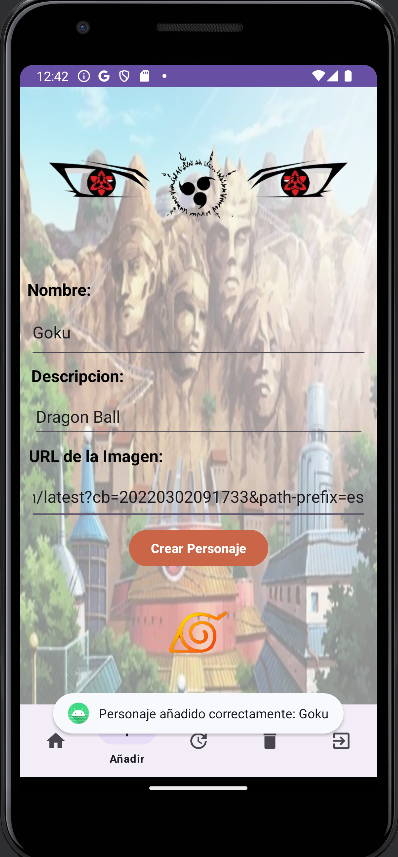 12:42
Nombre:
Goku
Descripcion:
Dragon Ball
URL de la Imagen:
/latest?cb=20220302091733&path-prefix=es
Crear Personaje
Personaje añadido correctamente: Goku
Añadir